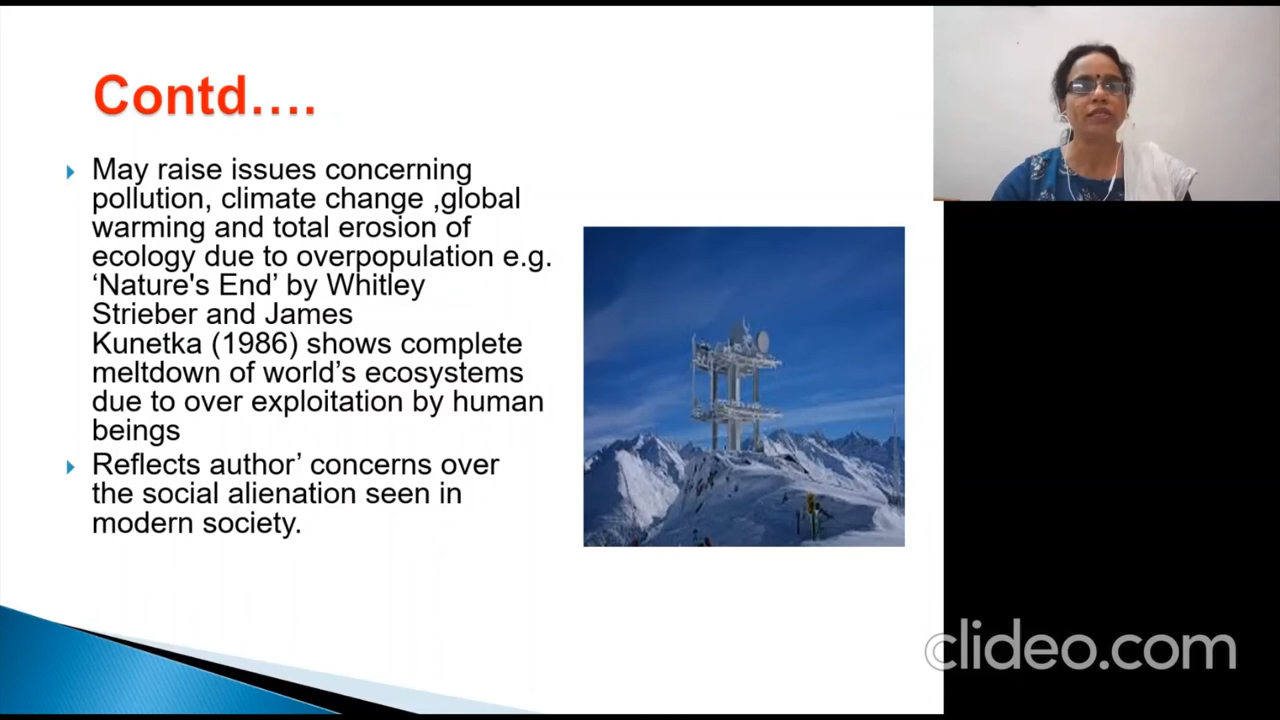 Contd....
May raise issues concerning
pollution, climate change ,global
warming and total erosion of
ecology due to overpopulation e.g.
‘Nature's End’ by Whitley
Strieber and James
Kunetka (1986) shows complete
meltdown of world’s ecosystems
due to over exploitation by human
beings
Reflects author’ concerns over
the social alienation seen in
modern society.
clideo.com